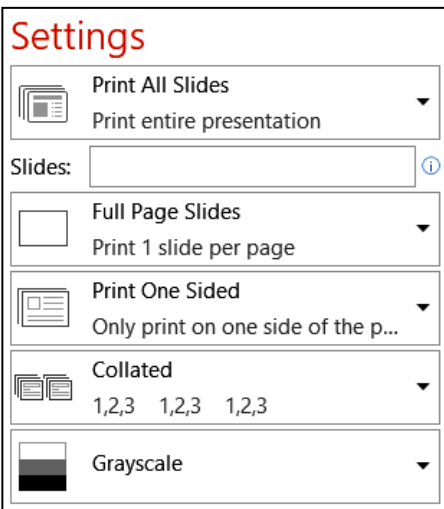 Settings
Print All Slides
Print entire presentation
Slides:
Full Page Slides
Print 1 slide per page
Print One Sided
Only print on one side of the p...
Collated
1,2,3 1,2,3 1,2,3
Grayscale